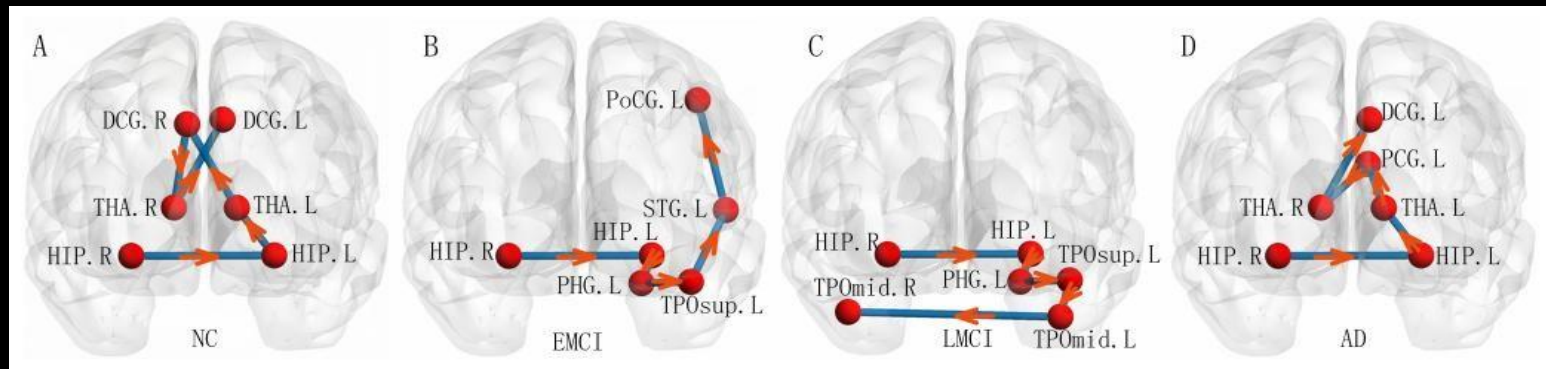 A
DCG.R
DCG.L
THA.R
THA.L
HIP.R
HIP.L
NC
B
PoCG.L
STG.L
HIP.L
HIP.R
PHG.L
TPOsup.L
EMCI
C
HIP.R
HIP.L
TPOsup.L
PHG.L
TPOmid.R
TPOmid.L
LMCI
D
DCG.L
PCG.L
THA.R
THA.L
HIP.R
HIP.L
AD